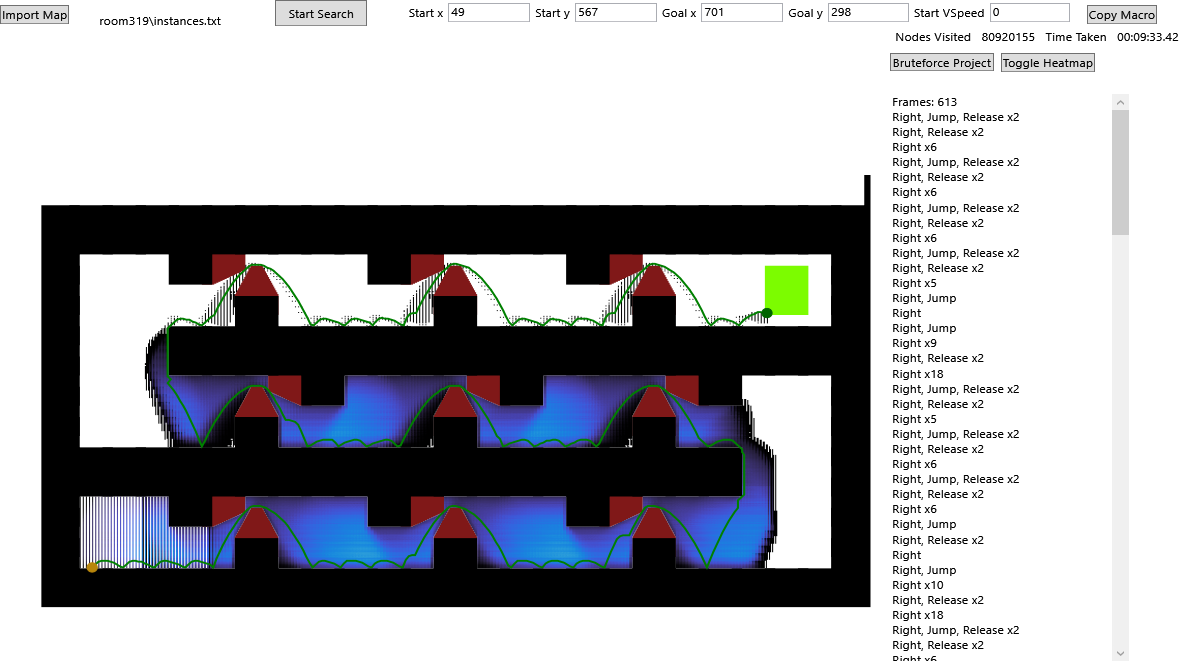 Import Map
room319\instances.txt
Start Search
Start x 49 Start y 567 Goal x 701 Goal y 298 Start VSpeed 0
Copy Macro
Nodes Visited 80920155 Time Taken 00:09:33.42
Bruteforce Project Toggle Heatmap
Frames: 613
Right, Jump, Release x2
Right, Release x2
Right x6
Right, Jump, Release x2
Right, Release x2
Right x6
Right, Jump, Release x2
Right, Release x2
Right x6
Right, Jump, Release x2
Right, Release x2
Right x5
Right, Jump
Right
Right, Jump
Right x9
Right, Release x2
Right x18
Right, Jump, Release x2
Right, Release x2
Right x5
Right, Jump, Release x2
Right, Release x2
Right x6
Right, Jump, Release x2
Right, Release x2
Right x6
Right, Jump
Right, Release x2
Right
Right, Jump
Right x10
Right, Release x2
Right x18
Right, Jump, Release x2
Right, Release x2
Right x6